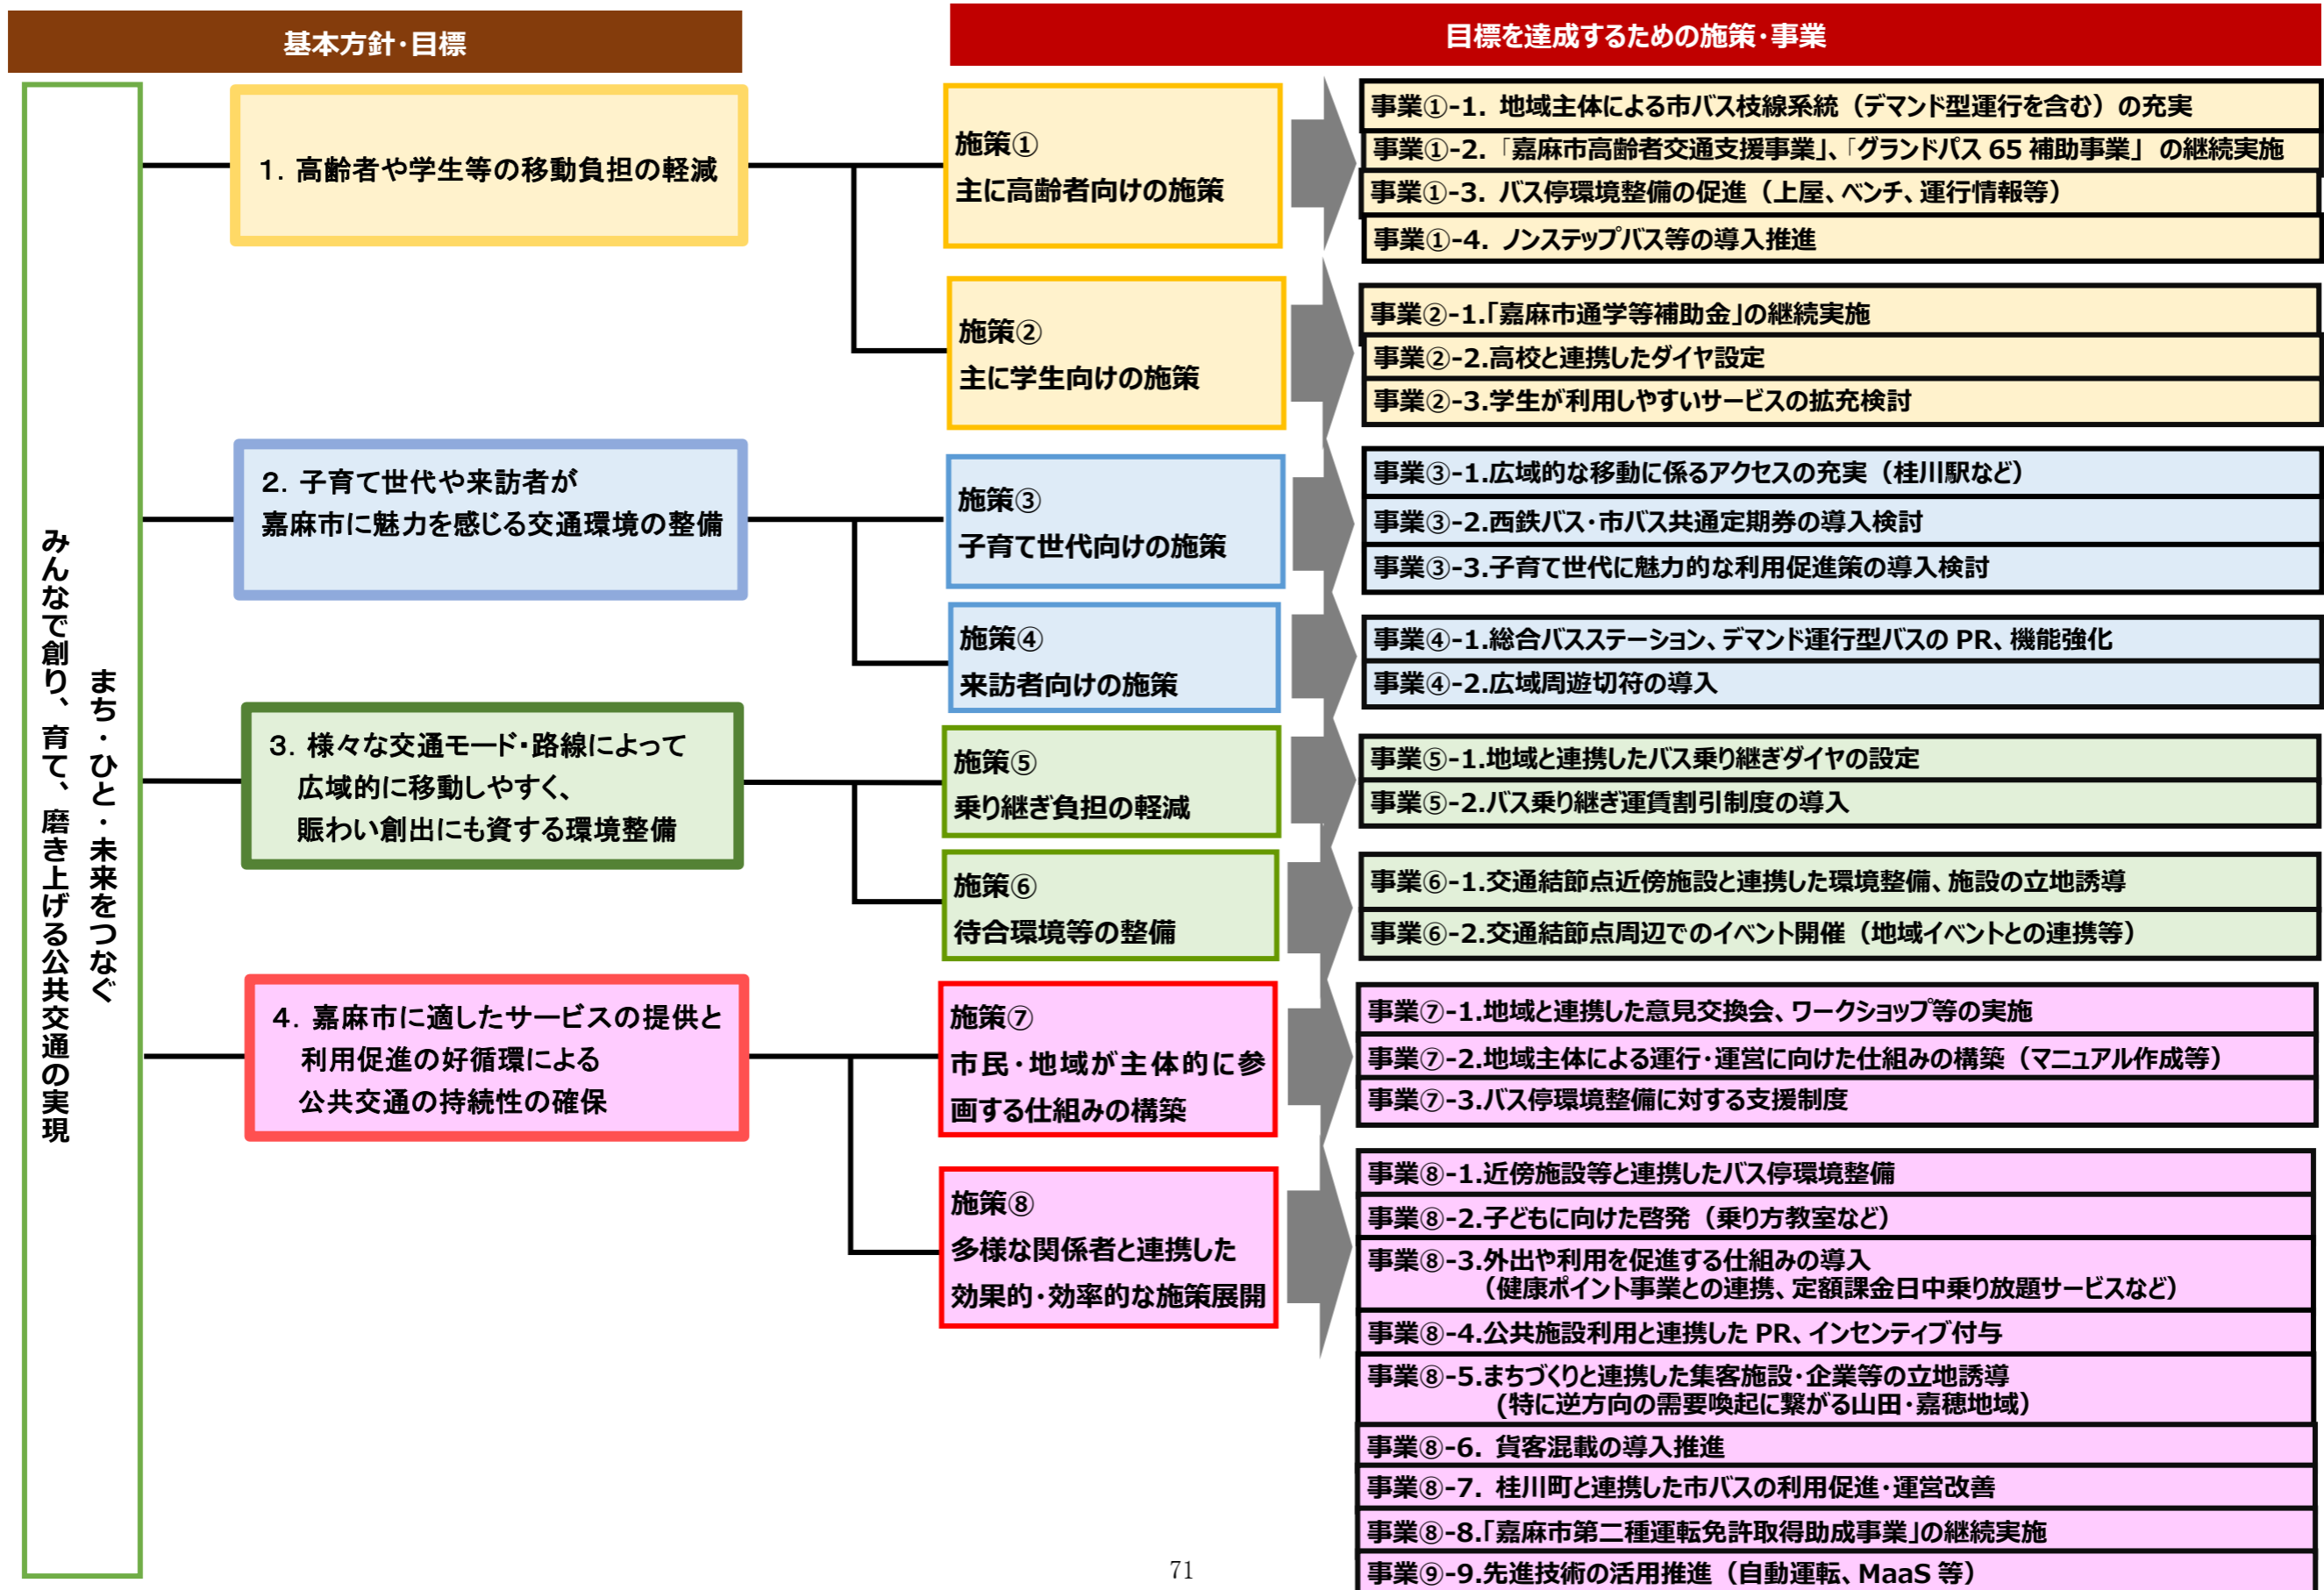 基本方針・目標
目標を達成するための施策・事業
まち・ひと・未来をつなぐ
みんなで創り、育て、磨き上げる公共交通の実現
1．高齢者や学生等の移動負担の軽減
施策①
主に高齢者向けの施策
事業①-1．地域主体による市バス枝線系統（デマンド型運行を含む）の充実
事業①-2．「嘉麻市高齢者交通支援事業」、「グランドパス 65 補助事業」の継続実施
事業①-3．バス停環境整備の促進（上屋、ベンチ、運行情報等）
事業①-4．ノンステップバス等の導入推進
施策②
主に学生向けの施策
事業②-1.「嘉麻市通学等補助金」の継続実施
事業②-2.高校と連携したダイヤ設定
事業②-3.学生が利用しやすいサービスの拡充検討
2．子育て世代や来訪者が
嘉麻市に魅力を感じる交通環境の整備
施策③
子育て世代向けの施策
事業③-1.広域的な移動に係るアクセスの充実（桂川駅など）
事業③-2.西鉄バス・市バス共通定期券の導入検討
事業③-3.子育て世代に魅力的な利用促進策の導入検討
施策④
来訪者向けの施策
事業④-1.総合バスステーション、デマンド運行型バスの PR、機能強化
事業④-2.広域周遊切符の導入
3．様々な交通モード・路線によって
広域的に移動しやすく、
賑わい創出にも資する環境整備
施策⑤
乗り継ぎ負担の軽減
事業⑤-1.地域と連携したバス乗り継ぎダイヤの設定
事業⑤-2.バス乗り継ぎ運賃割引制度の導入
施策⑥
待合環境等の整備
事業⑥-1.交通結節点近傍施設と連携した環境整備、施設の立地誘導
事業⑥-2.交通結節点周辺でのイベント開催（地域イベントとの連携等）
4．嘉麻市に適したサービスの提供と
利用促進の好循環による
公共交通の持続性の確保
施策⑦
市民・地域が主体的に参
画する仕組みの構築
事業⑦-1.地域と連携した意見交換会、ワークショップ等の実施
事業⑦-2.地域主体による運行・運営に向けた仕組みの構築（マニュアル作成等）
事業⑦-3.バス停環境整備に対する支援制度
施策⑧
多様な関係者と連携した
効果的・効率的な施策展開
事業⑧-1.近傍施設等と連携したバス停環境整備
事業⑧-2.子どもに向けた啓発（乗り方教室など）
事業⑧-3.外出や利用を促進する仕組みの導入
（健康ポイント事業との連携、定額課金日中乗り放題サービスなど）
事業⑧-4.公共施設利用と連携した PR、インセンティブ付与
事業⑧-5.まちづくりと連携した集客施設・企業等の立地誘導
（特に逆方向の需要喚起に繋がる山田・嘉穂地域）
事業⑧-6．貨客混載の導入推進
事業⑧-7．桂川町と連携した市バスの利用促進・運営改善
事業⑧-8.「嘉麻市第二種運転免許取得助成事業」の継続実施
事業⑨-9.先進技術の活用推進（自動運転、MaaS 等）
71